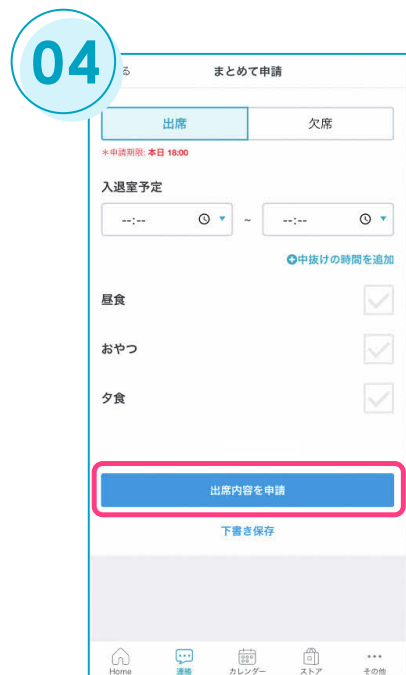 04
る
まとめて申請
出席 欠席
*申請期限: 本日 18:00
入退室予定
--:-- ~ --:--
中抜けの時間を追加
昼食
おやつ
夕食
出席内容を申請
下書き保存
Home 連絡 カレンダー ストア その他